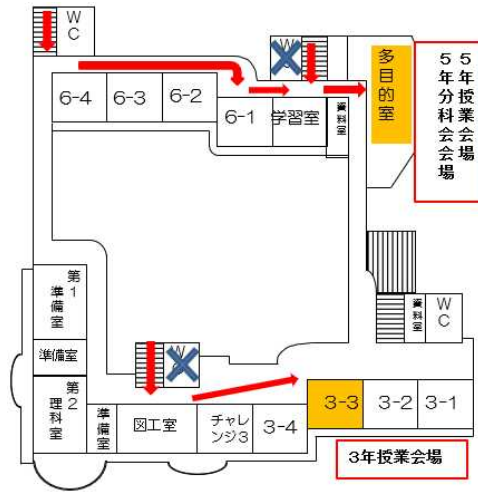 WC
WC
多目的室
5年授業会場
5年分科会会場
6-4
6-3
6-2
6-1
学習室
資料室
第1
準備室
準備室
第2
理科室
WC
資料室
WC
準備室
図工室
チャレ
ンジ3
3-4
3-3
3-2
3-1
3年授業会場